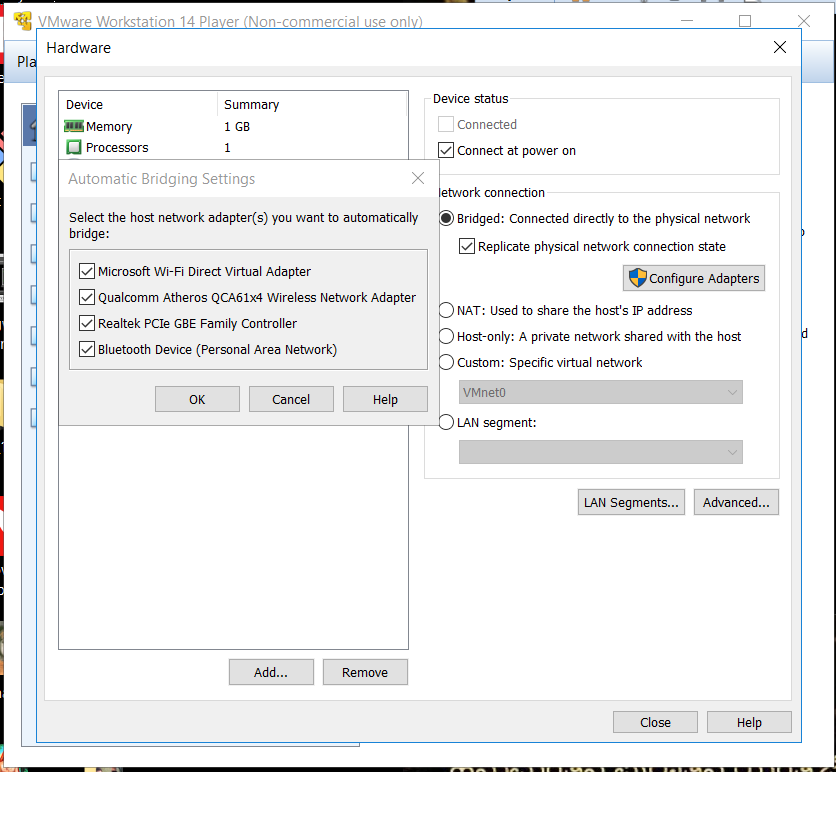 VMware Workstation 14 Player (Non-commercial use only)
Pla
Hardware
Device Summary
Memory 1 GB
Processors 1
Automatic Bridging Settings
Select the host network adapter(s) you want to automatically
bridge:
Microsoft Wi-Fi Direct Virtual Adapter
Qualcomm Atheros QCA61x4 Wireless Network Adapter
Realtek PCIe GBE Family Controller
Bluetooth Device (Personal Area Network)
OK Cancel Help
Device status
Connected
Connect at power on
Network connection
Bridged: Connected directly to the physical network
Replicate physical network connection state
Configure Adapters
NAT: Used to share the host's IP address
Host-only: A private network shared with the host
Custom: Specific virtual network
VMnet0
LAN segment:
LAN Segments... Advanced...
Add... Remove
Close Help